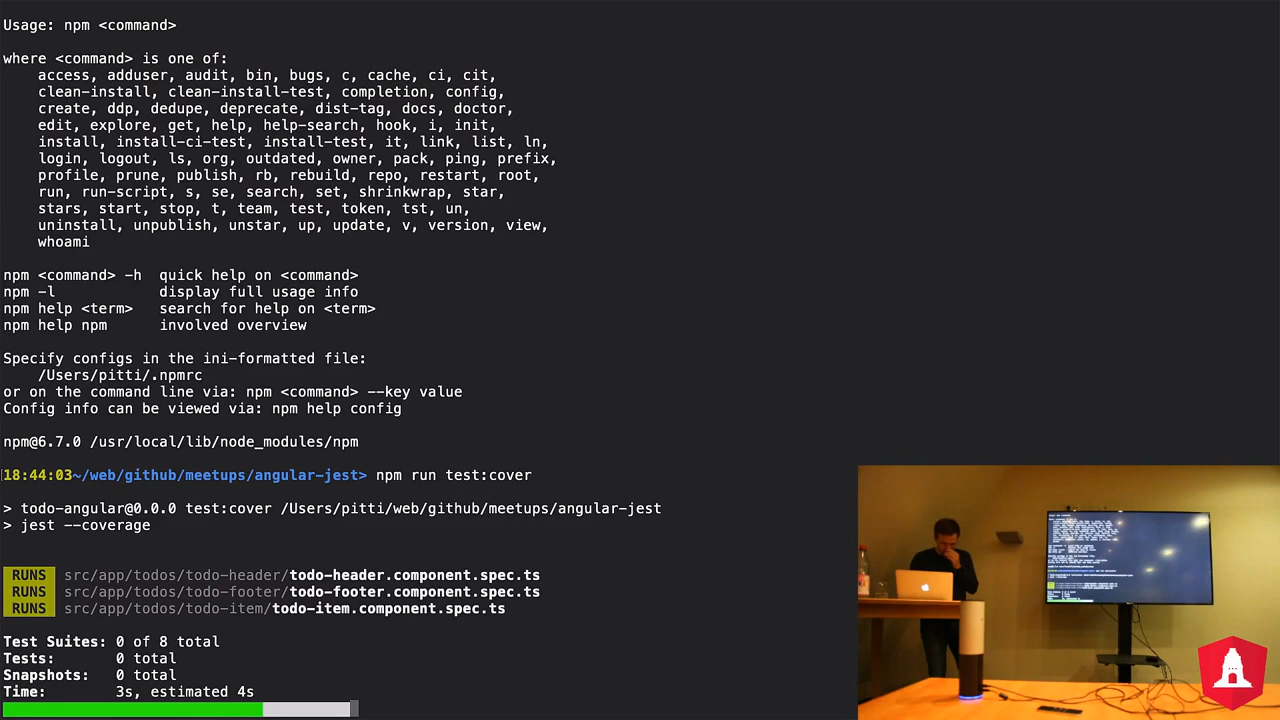 Usage: npm <command>
where <command> is one of:
access, adduser, audit, bin, bugs, c, cache, ci, cit,
clean-install, clean-install-test, completion, config,
create, ddp, dedupe, deprecate, dist-tag, docs, doctor,
edit, explore, get, help, help-search, hook, i, init,
install, install-ci-test, install-test, it, link, list, ln,
login, logout, ls, org, outdated, owner, pack, ping, prefix,
profile, prune, publish, rb, rebuild, repo, restart, root,
run, run-script, s, se, search, set, shrinkwrap, star,
stars, start, stop, t, team, test, token, tst, un,
uninstall, unpublish, unstar, up, update, v, version, view,
whoami
npm <command> -h  quick help on <command>
npm -l            display full usage info
npm help <term>   search for help on <term>
npm help npm      involved overview
Specify configs in the ini-formatted file:
/Users/pitti/.npmrc
or on the command line via: npm <command> --key value
Config info can be viewed via: npm help config
npm@6.7.0 /usr/local/lib/node_modules/npm
18:44:03~/web/github/meetups/angular-jest> npm run test:cover
> todo-angular@0.0.0 test:cover /Users/pitti/web/github/meetups/angular-jest
> jest --coverage
RUNS src/app/todos/todo-header/todo-header.component.spec.ts
RUNS src/app/todos/todo-footer/todo-footer.component.spec.ts
RUNS src/app/todos/todo-item/todo-item.component.spec.ts
Test Suites: 0 of 8 total
Tests:       0 total
Snapshots:   0 total
Time:        3s, estimated 4s